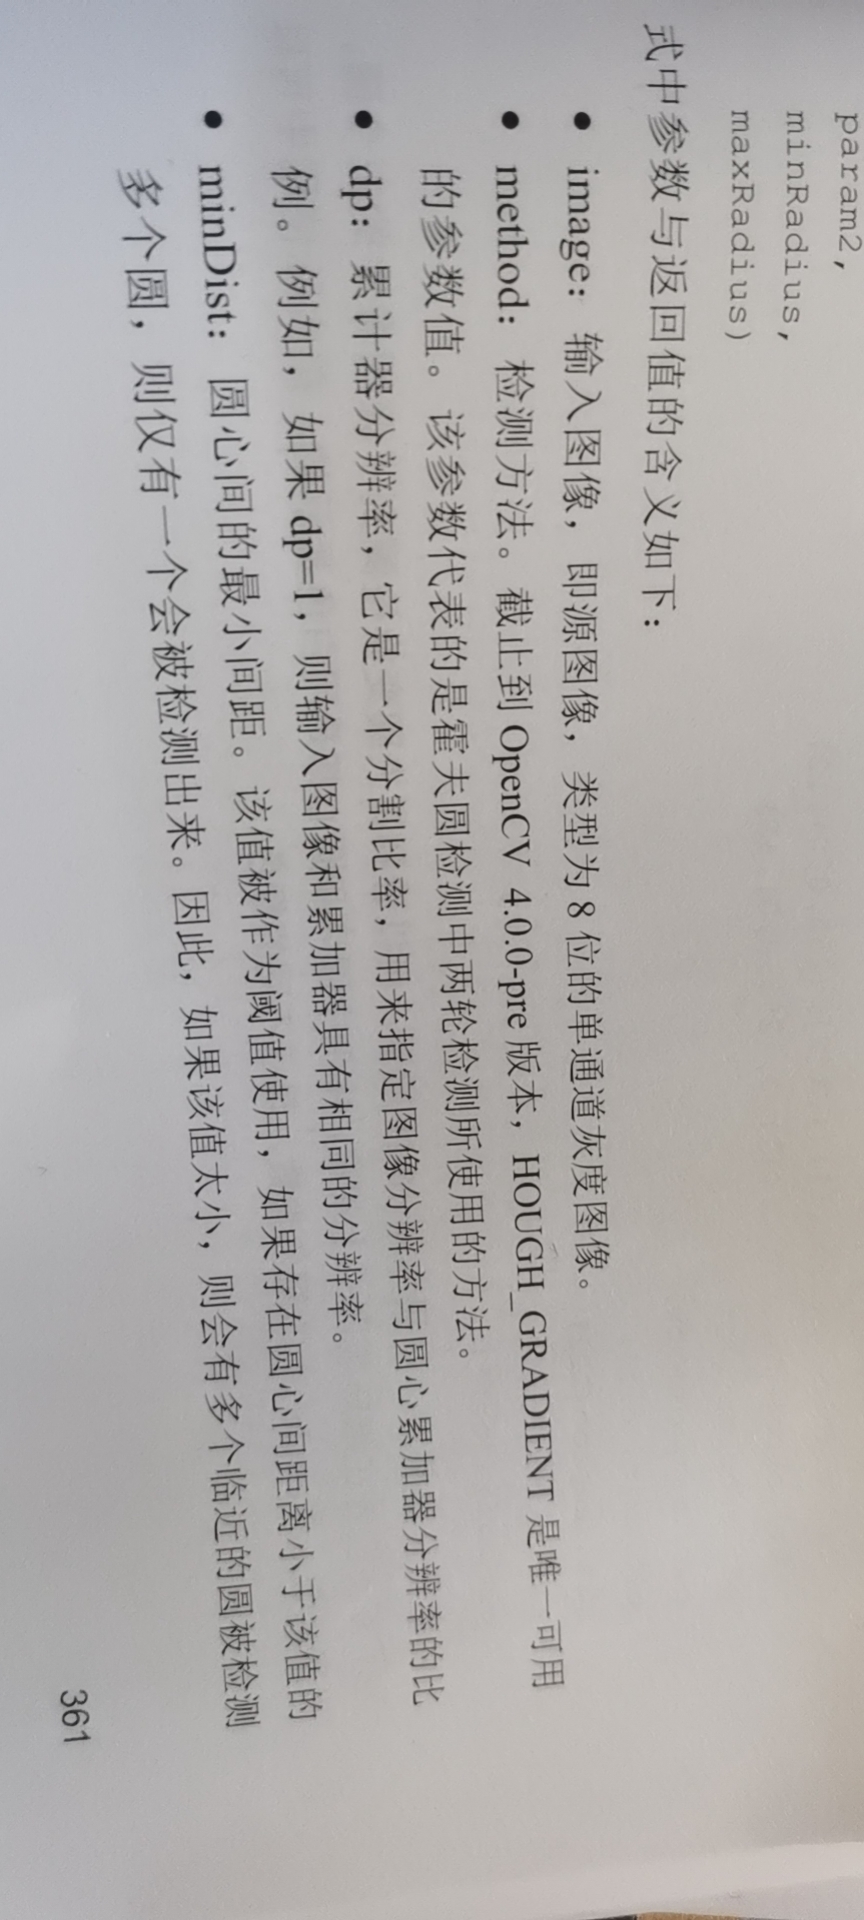 param2,
minRadius,
maxRadius)
式中参数与返回值的含义如下：
● image：输入图像，即源图像，类型为 8 位的单通道灰度图像。
● method：检测方法。截止到 OpenCV 4.0.0-pre 版本，HOUGH_GRADIENT 是唯一可用
的参数值。该参数代表的是霍夫圆检测中两轮检测所使用的方法。
● dp：累计器分辨率，它是一个分割比率，用来指定图像分辨率与圆心累加器分辨率的比
例。例如，如果 dp=1，则输入图像和累加器具有相同的分辨率。
● minDist：圆心间的最小间距。该值被作为阈值使用，如果存在圆心间距离小于该值的
多个圆，则仅有一个会被检测出来。因此，如果该值太小，则会有多个临近的圆被检测
361